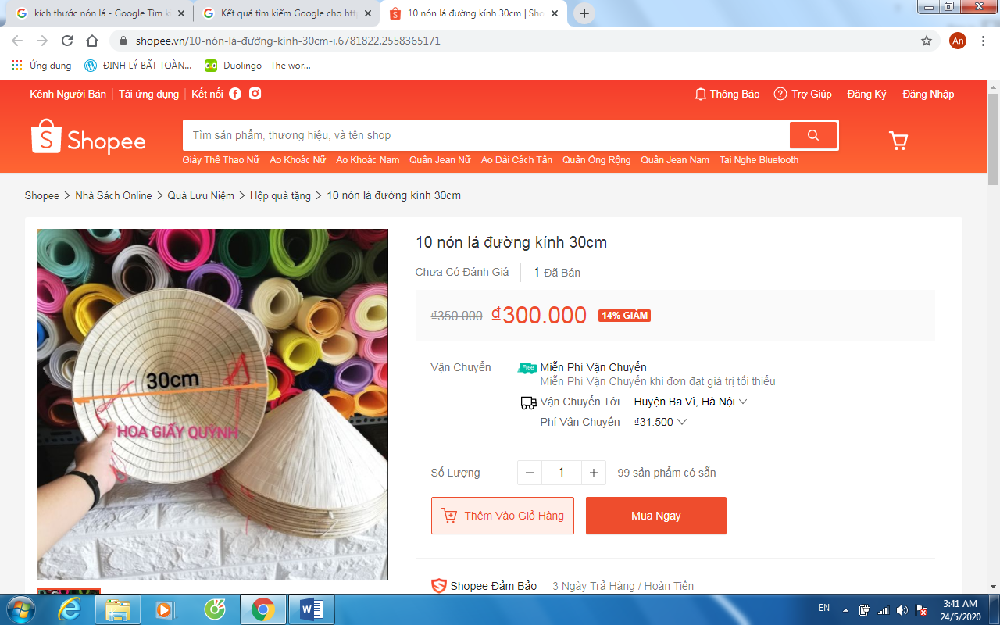 kích thước nón lá - Google Tìm k
Kết quả tìm kiếm Google cho http
10 nón lá đường kính 30cm | Sho
shopee.vn/10-nón-lá-đường-kính-30cm-i.6781822.2558365171
An
Ứng dụng
ĐỊNH LÝ BẤT TOÀN...
Duolingo - The wor...
Kênh Người Bán
Tải ứng dụng
Kết nối
Thông Báo
Trợ Giúp
Đăng Ký
Đăng Nhập
Shopee
Tìm sản phẩm, thương hiệu, và tên shop
Giày Thể Thao Nữ Áo Khoác Nữ Áo Khoác Nam Quần Jean Nữ Áo Dài Cách Tân Quần Ống Rộng Quần Jean Nam Tai Nghe Bluetooth
Shopee > Nhà Sách Online > Quà Lưu Niệm > Hộp quà tặng > 10 nón lá đường kính 30cm
30cm
HOA GIẤY QUỲNH
10 nón lá đường kính 30cm
Chưa Có Đánh Giá
1 Đã Bán
₫350.000 ₫300.000 14% GIẢM
Vận Chuyển
Free
Miễn Phí Vận Chuyển
Miễn Phí Vận Chuyển khi đơn đạt giá trị tối thiểu
Vận Chuyển Tới Huyện Ba Vì, Hà Nội
Phí Vận Chuyển ₫31.500
Số Lượng
− 1 +
99 sản phẩm có sẵn
Thêm Vào Giỏ Hàng
Mua Ngay
Shopee Đảm Bảo
3 Ngày Trả Hàng / Hoàn Tiền
EN
3:41 AM
24/5/2020